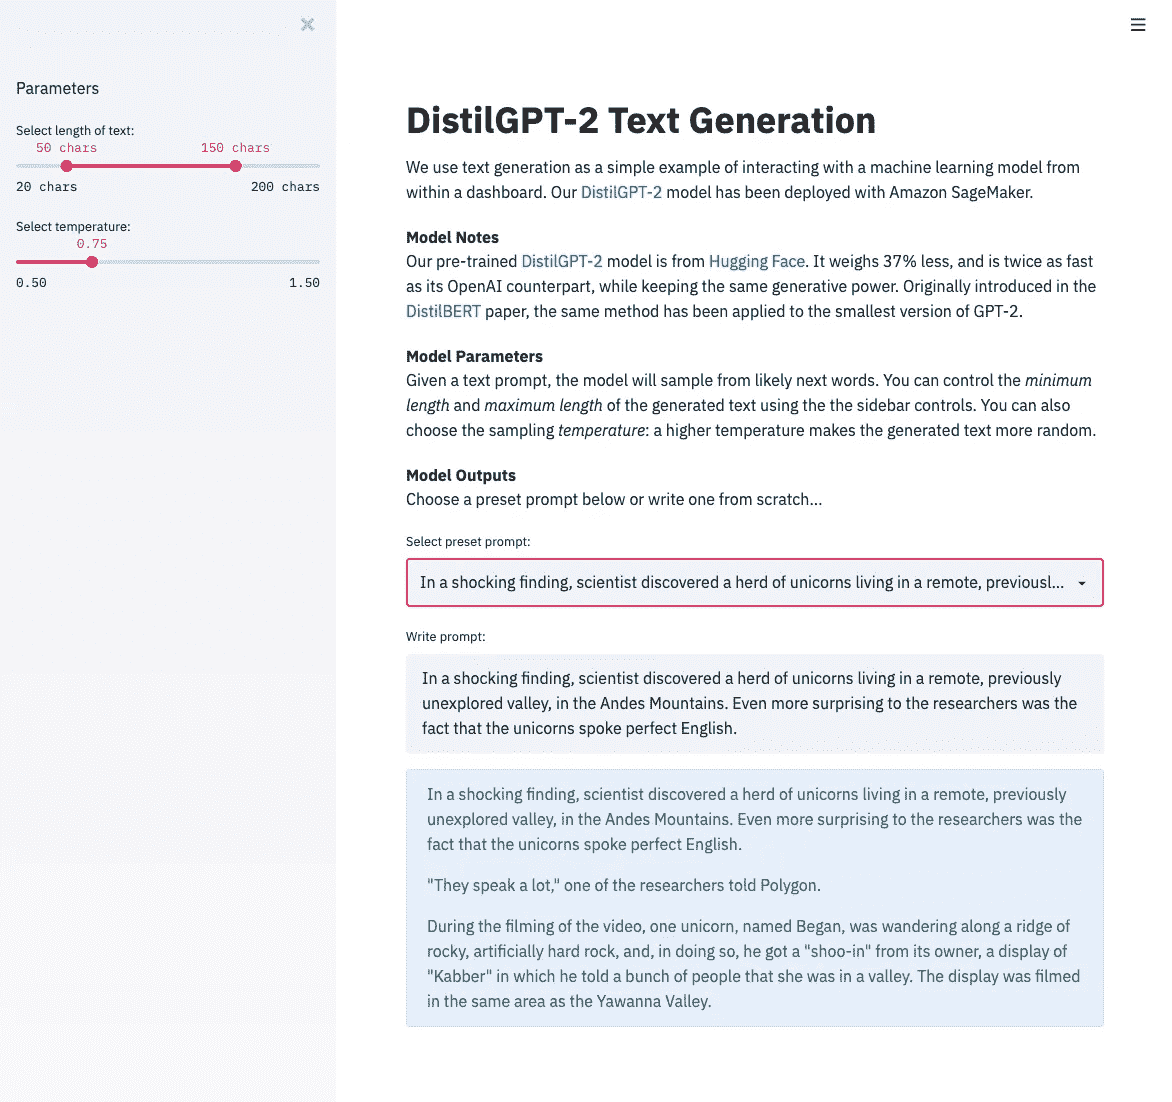 Parameters
Select length of text:
50 chars 150 chars
20 chars 200 chars
Select temperature:
0.75
0.50 1.50
DistilGPT-2 Text Generation
We use text generation as a simple example of interacting with a machine learning model from
within a dashboard. Our DistilGPT-2 model has been deployed with Amazon SageMaker.
Model Notes
Our pre-trained DistilGPT-2 model is from Hugging Face. It weighs 37% less, and is twice as fast
as its OpenAI counterpart, while keeping the same generative power. Originally introduced in the
DistilBERT paper, the same method has been applied to the smallest version of GPT-2.
Model Parameters
Given a text prompt, the model will sample from likely next words. You can control the minimum
length and maximum length of the generated text using the the sidebar controls. You can also
choose the sampling temperature: a higher temperature makes the generated text more random.
Model Outputs
Choose a preset prompt below or write one from scratch...
Select preset prompt:
In a shocking finding, scientist discovered a herd of unicorns living in a remote, previousl...
Write prompt:
In a shocking finding, scientist discovered a herd of unicorns living in a remote, previously
unexplored valley, in the Andes Mountains. Even more surprising to the researchers was the
fact that the unicorns spoke perfect English.
In a shocking finding, scientist discovered a herd of unicorns living in a remote, previously
unexplored valley, in the Andes Mountains. Even more surprising to the researchers was the
fact that the unicorns spoke perfect English.
"They speak a lot," one of the researchers told Polygon.
During the filming of the video, one unicorn, named Began, was wandering along a ridge of
rocky, artificially hard rock, and, in doing so, he got a "shoo-in" from its owner, a display of
"Kabber" in which he told a bunch of people that she was in a valley. The display was filmed
in the same area as the Yawanna Valley.